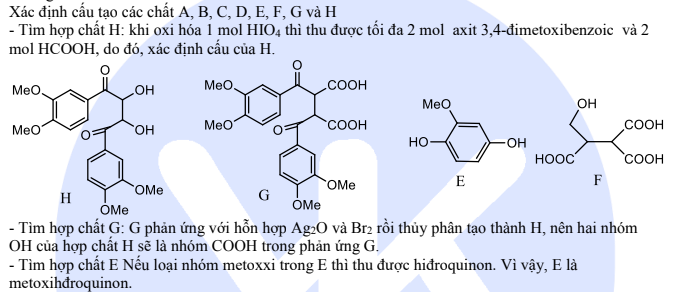 Xác định cấu tạo các chất A, B, C, D, E, F, G và H
- Tìm hợp chất H: khi oxi hóa 1 mol HIO4 thì thu được tối đa 2 mol axit 3,4-đimetoxibenzoic và 2
mol HCOOH, do đó, xác định cấu của H.
O
MeO
OH
MeO
OH
O
OMe
OMe
H
O
MeO
COOH
MeO
COOH
O
OMe
OMe
G
MeO
HO
OH
E
OH
COOH
HOOC
COOH
F
- Tìm hợp chất G: G phản ứng với hỗn hợp Ag2O và Br2 rồi thủy phân tạo thành H, nên hai nhóm
OH của hợp chất H sẽ là nhóm COOH trong phản ứng G.
- Tìm hợp chất E Nếu loại nhóm metoxxi trong E thì thu được hiđroquinon. Vì vậy, E là
metoxihđroquinon.